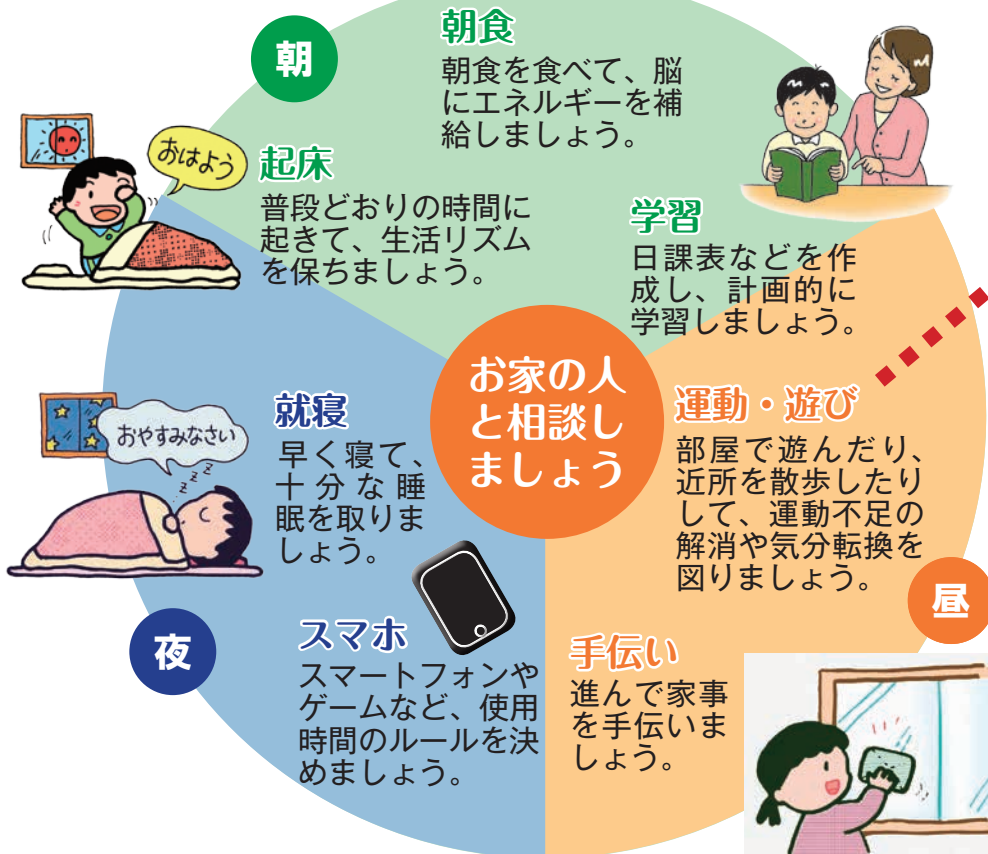 朝
朝食
朝食を食べて、脳
にエネルギーを補
給しましょう。
おはよう
起床
普段どおりの時間に
起きて、生活リズム
を保ちましょう。
学習
日課表などを作
成し、計画的に
学習しましょう。
お家の人
と相談し
ましょう
運動・遊び
部屋で遊んだり、
近所を散歩したり
して、運動不足の
解消や気分転換を
図りましょう。
昼
手伝い
進んで家事
を手伝いま
しょう。
就寝
早く寝て、
十分な睡
眠を取りま
しょう。
おやすみなさい
z
z
z
夜
スマホ
スマートフォンや
ゲームなど、使用
時間のルールを決
めましょう。